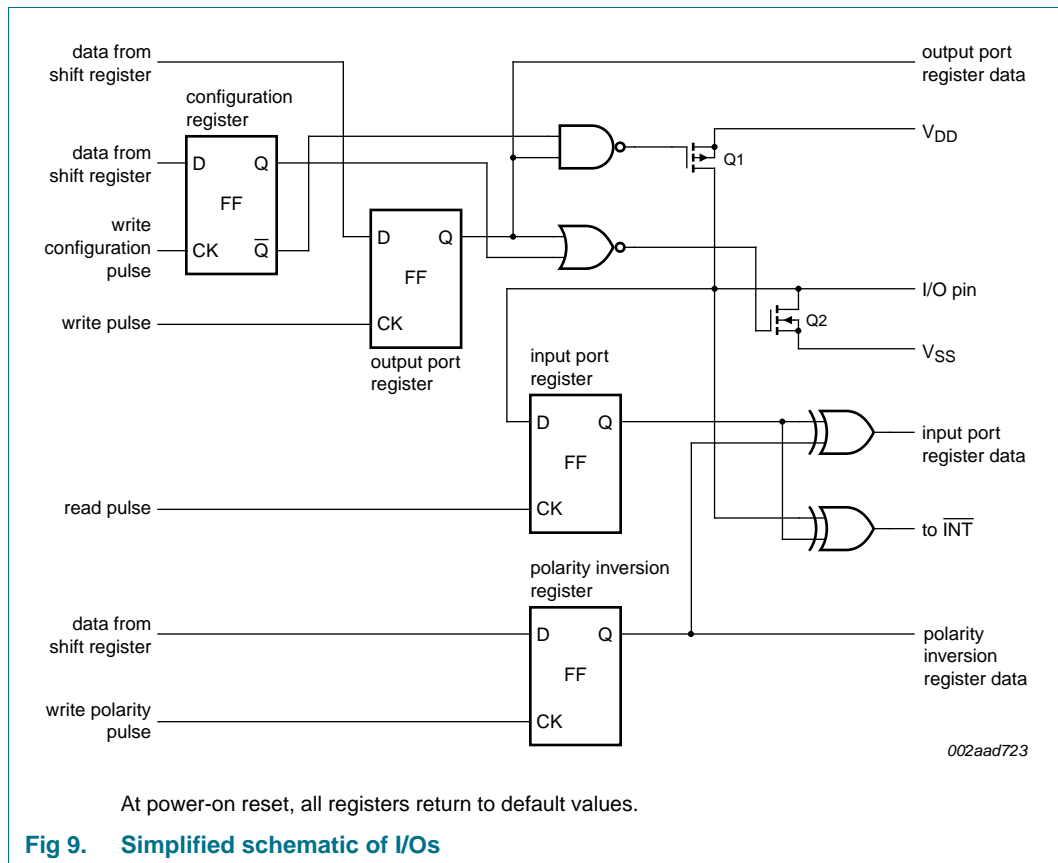 data from
shift register
output port
register data
configuration
register
V_DD
Q1
data from
shift register
D
Q
FF
write
configuration
pulse
CK
Q̅
D
Q
FF
I/O pin
Q2
write pulse
CK
V_SS
output port
register
input port
register
D
Q
input port
register data
FF
read pulse
CK
to I̅N̅T̅
polarity inversion
register
data from
shift register
D
Q
polarity
inversion
register data
FF
write polarity
pulse
CK
002aad723
At power-on reset, all registers return to default values.
Fig 9. Simplified schematic of I/Os